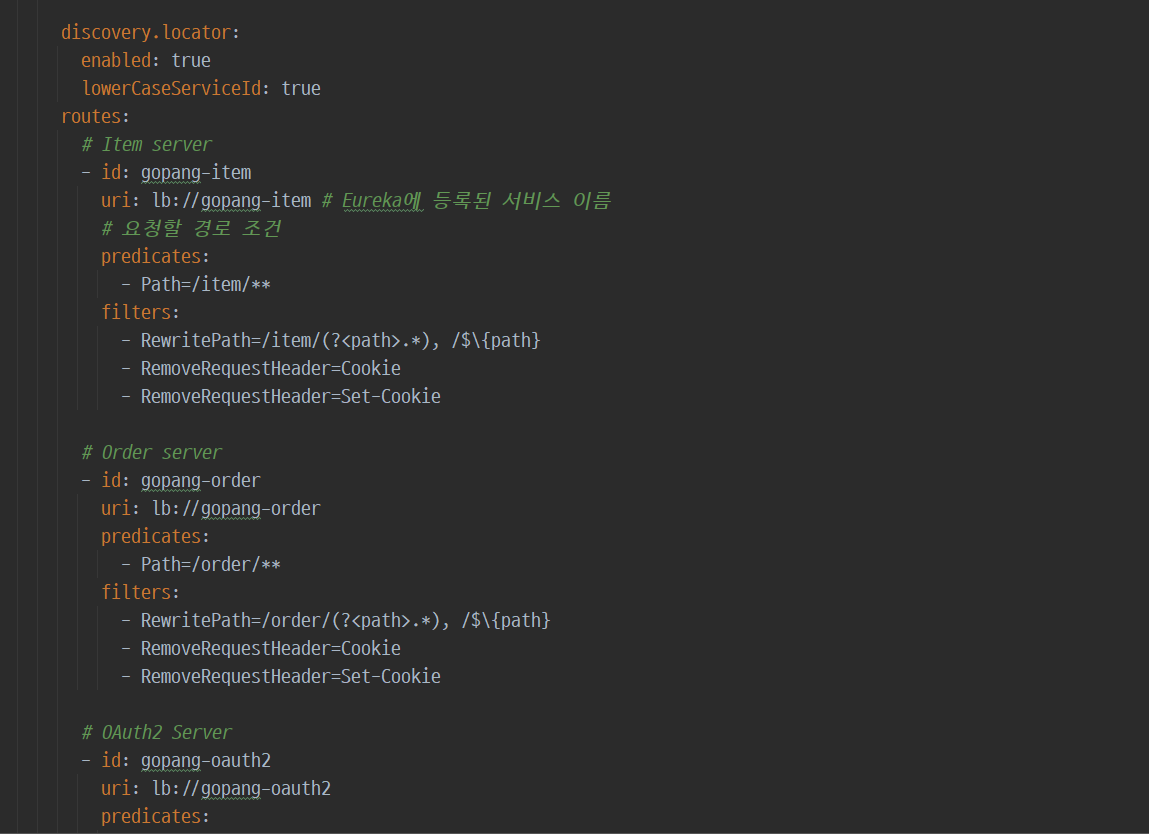 discovery.locator:
enabled: true
lowerCaseServiceId: true
routes:
# Item server
- id: gopang-item
uri: lb://gopang-item # Eureka에 등록된 서비스 이름
# 요청할 경로 조건
predicates:
- Path=/item/**
filters:
- RewritePath=/item/(?<path>.*), /$\{path}
- RemoveRequestHeader=Cookie
- RemoveRequestHeader=Set-Cookie
# Order server
- id: gopang-order
uri: lb://gopang-order
predicates:
- Path=/order/**
filters:
- RewritePath=/order/(?<path>.*), /$\{path}
- RemoveRequestHeader=Cookie
- RemoveRequestHeader=Set-Cookie
# OAuth2 Server
- id: gopang-oauth2
uri: lb://gopang-oauth2
predicates: